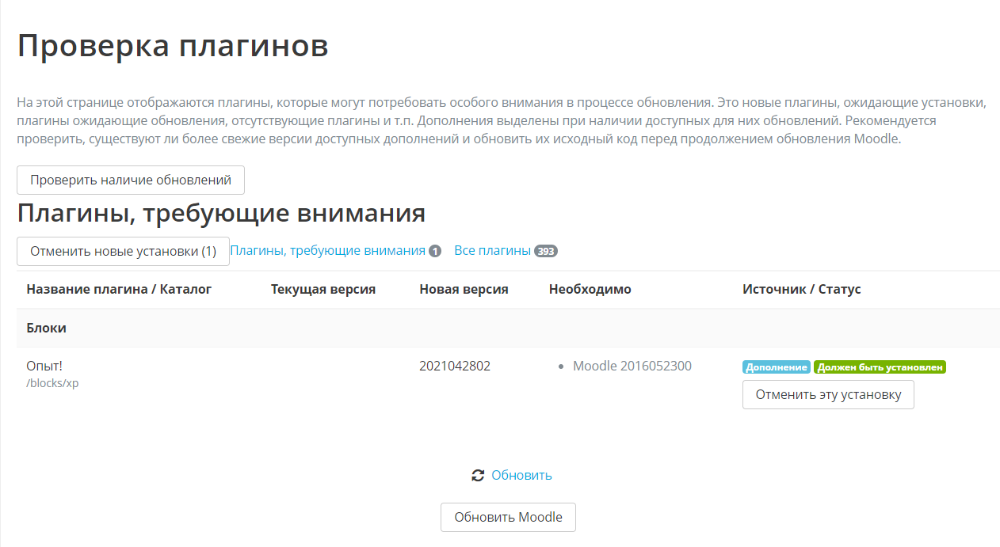 Проверка плагинов
На этой странице отображаются плагины, которые могут потребовать особого внимания в процессе обновления. Это новые плагины, ожидающие установки,
плагины ожидающие обновления, отсутствующие плагины и т.п. Дополнения выделены при наличии доступных для них обновлений. Рекомендуется
проверить, существуют ли более свежие версии доступных дополнений и обновить их исходный код перед продолжением обновления Moodle.
Проверить наличие обновлений
Плагины, требующие внимания
Отменить новые установки (1) Плагины, требующие внимания 1 Все плагины 393
Название плагина / Каталог Текущая версия Новая версия Необходимо Источник / Статус
Блоки
Опыт! 2021042802 • Moodle 2016052300 Дополнение Должен быть установлен
/blocks/xp
Отменить эту установку
Обновить
Обновить Moodle